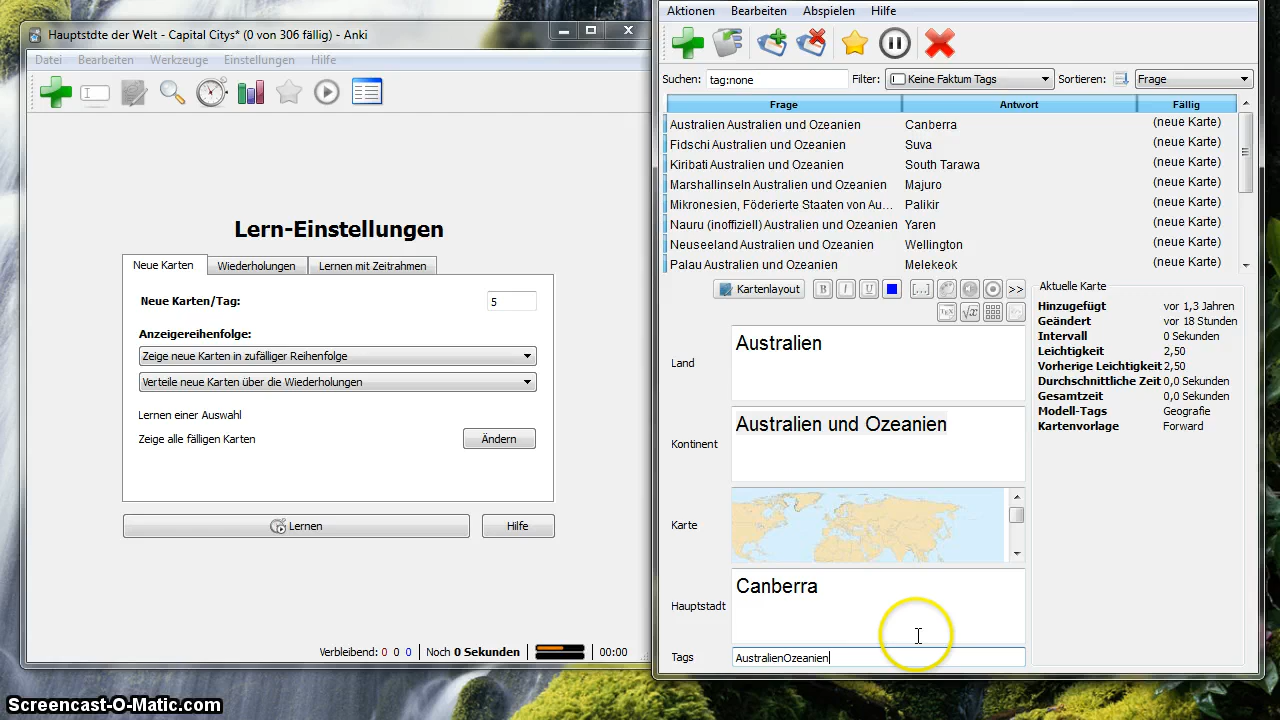 Hauptstdte der Welt - Capital City:* (0 von 306 fällig) - Anki
Datei Bearbeiten Werkzeuge Einstellungen Hilfe
Lern-Einstellungen
Neue Karten Wiederholungen Lernen mit Zeitrahmen
Neue Karten/Tag: 5
Anzeigereihenfolge:
Zeige neue Karten in zufälliger Reihenfolge
Verteile neue Karten über die Wiederholungen
Lernen einer Auswahl
Zeige alle fälligen Karten Ändern
Lernen Hilfe
Verbleibend: 0 0 0 Noch 0 Sekunden 00:00
Aktionen Bearbeiten Abspielen Hilfe
Suchen: tag:none Filter: Keine Faktum Tags Sortieren: Frage
Frage Antwort Fällig
Australien Australien und Ozeanien Canberra (neue Karte)
Fidschi Australien und Ozeanien Suva (neue Karte)
Kiribati Australien und Ozeanien South Tarawa (neue Karte)
Marshallinseln Australien und Ozeanien Majuro (neue Karte)
Mikronesien, Föderierte Staaten von Au... Palikir (neue Karte)
Nauru (inoffiziell) Australien und Ozeanien Yaren (neue Karte)
Neuseeland Australien und Ozeanien Wellington (neue Karte)
Palau Australien und Ozeanien Melekeok (neue Karte)
Kartenlayout B I U [...] >>
TEX √x
Land Australien
Kontinent Australien und Ozeanien
Karte
Hauptstadt Canberra
Tags AustralienOzeanien
Aktuelle Karte
Hinzugefügt vor 1,3 Jahren
Geändert vor 18 Stunden
Intervall 0 Sekunden
Leichtigkeit 2,50
Vorherige Leichtigkeit 2,50
Durchschnittliche Zeit 0,0 Sekunden
Gesamtzeit 0,0 Sekunden
Modell-Tags Geografie
Kartenvorlage Forward
Screencast-O-Matic.com